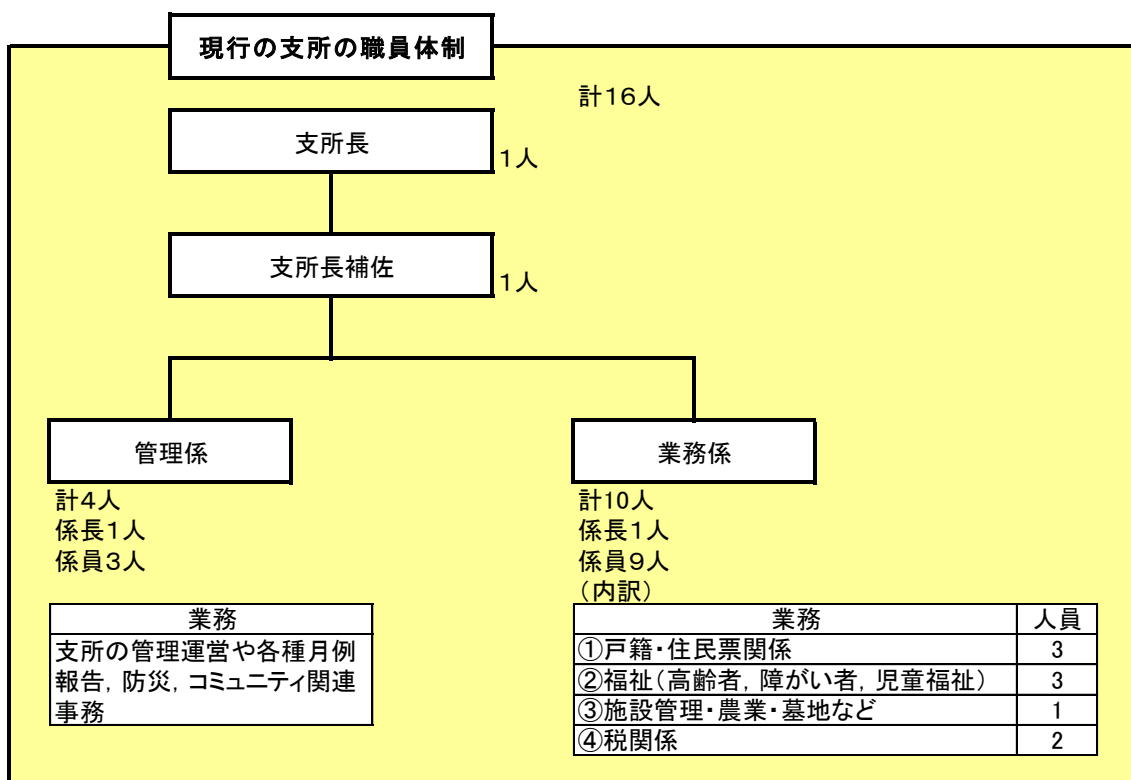 現行の支所の職員体制
計16人
支所長
1人
支所長補佐
1人
管理係
計4人
係長1人
係員3人
業務
支所の管理運営や各種月例
報告,防災,コミュニティ関連
事務
業務係
計10人
係長1人
係員9人
(内訳)
業務 人員
①戸籍・住民票関係 3
②福祉(高齢者,障がい者,児童福祉) 3
③施設管理・農業・墓地など 1
④税関係 2